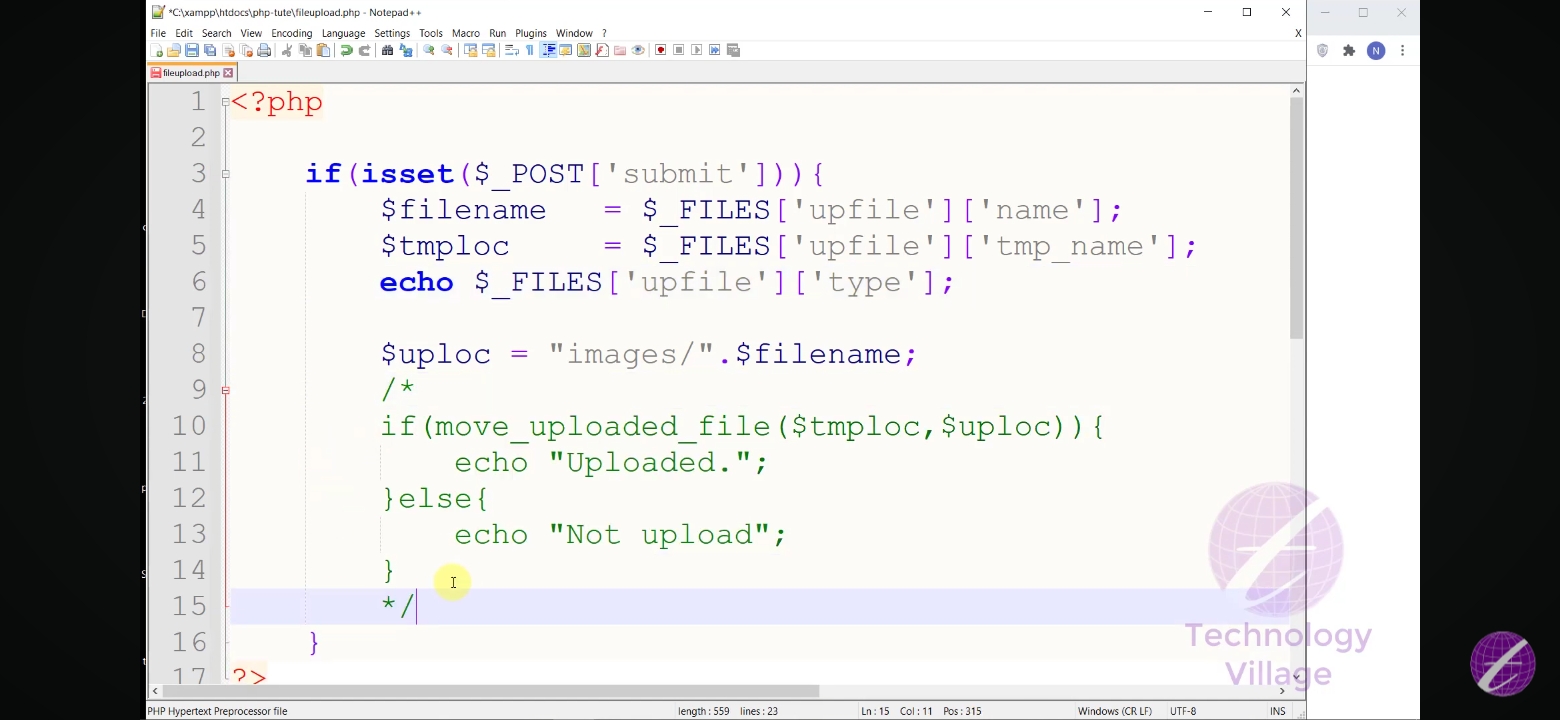 *C:\xampp\htdocs\php-tute\fileupload.php - Notepad++
File Edit Search View Encoding Language Settings Tools Macro Run Plugins Window ? X
fileupload.php
N
1 <?php
2
3 if(isset($_POST['submit'])){
4 $filename = $_FILES['upfile']['name'];
5 $tmploc = $_FILES['upfile']['tmp_name'];
6 echo $_FILES['upfile']['type'];
7
8 $uploc = "images/".$filename;
9 /*
10 if(move_uploaded_file($tmploc,$uploc)){
11 echo "Uploaded.";
12 }else{
13 echo "Not upload";
14 }
15 */
16 }
17 ?>
Technology
Village
PHP Hypertext Preprocessor file length : 559 lines : 23 Ln : 15 Col : 11 Pos : 315 Windows (CR LF) UTF-8 INS